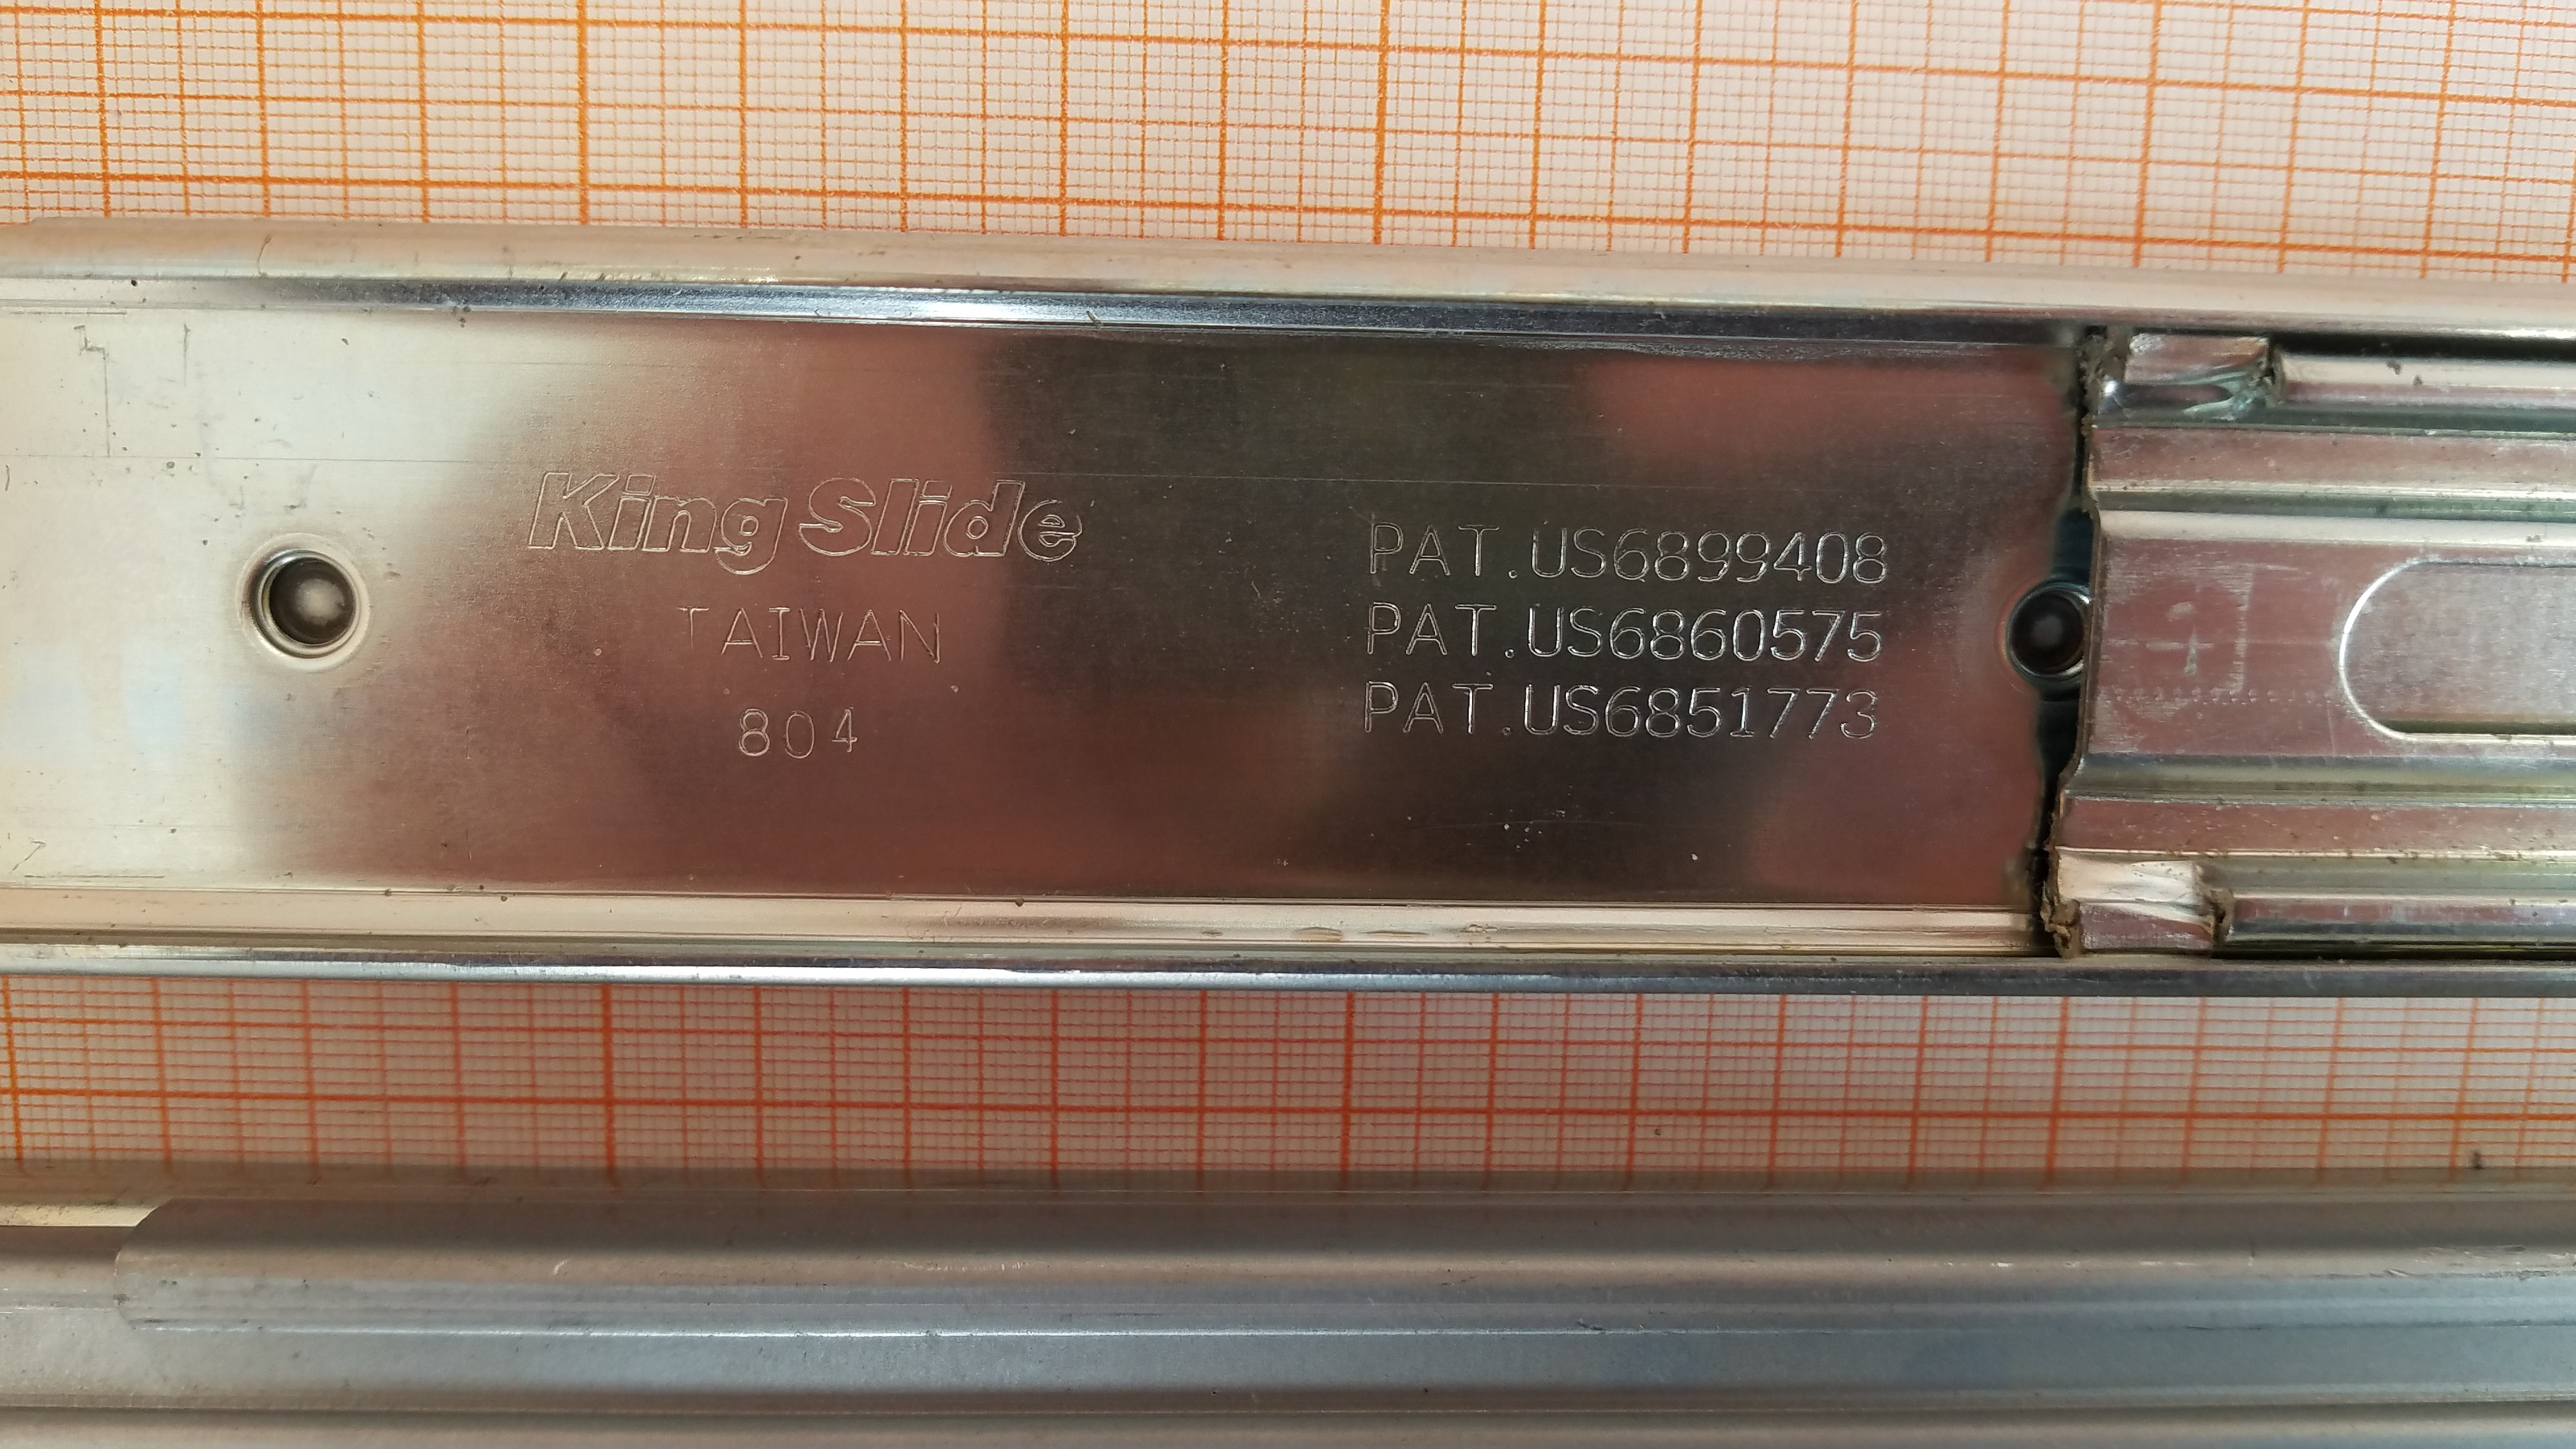 King Slide
TAIWAN
804
PAT.US6899408
PAT.US6860575
PAT.US6851773